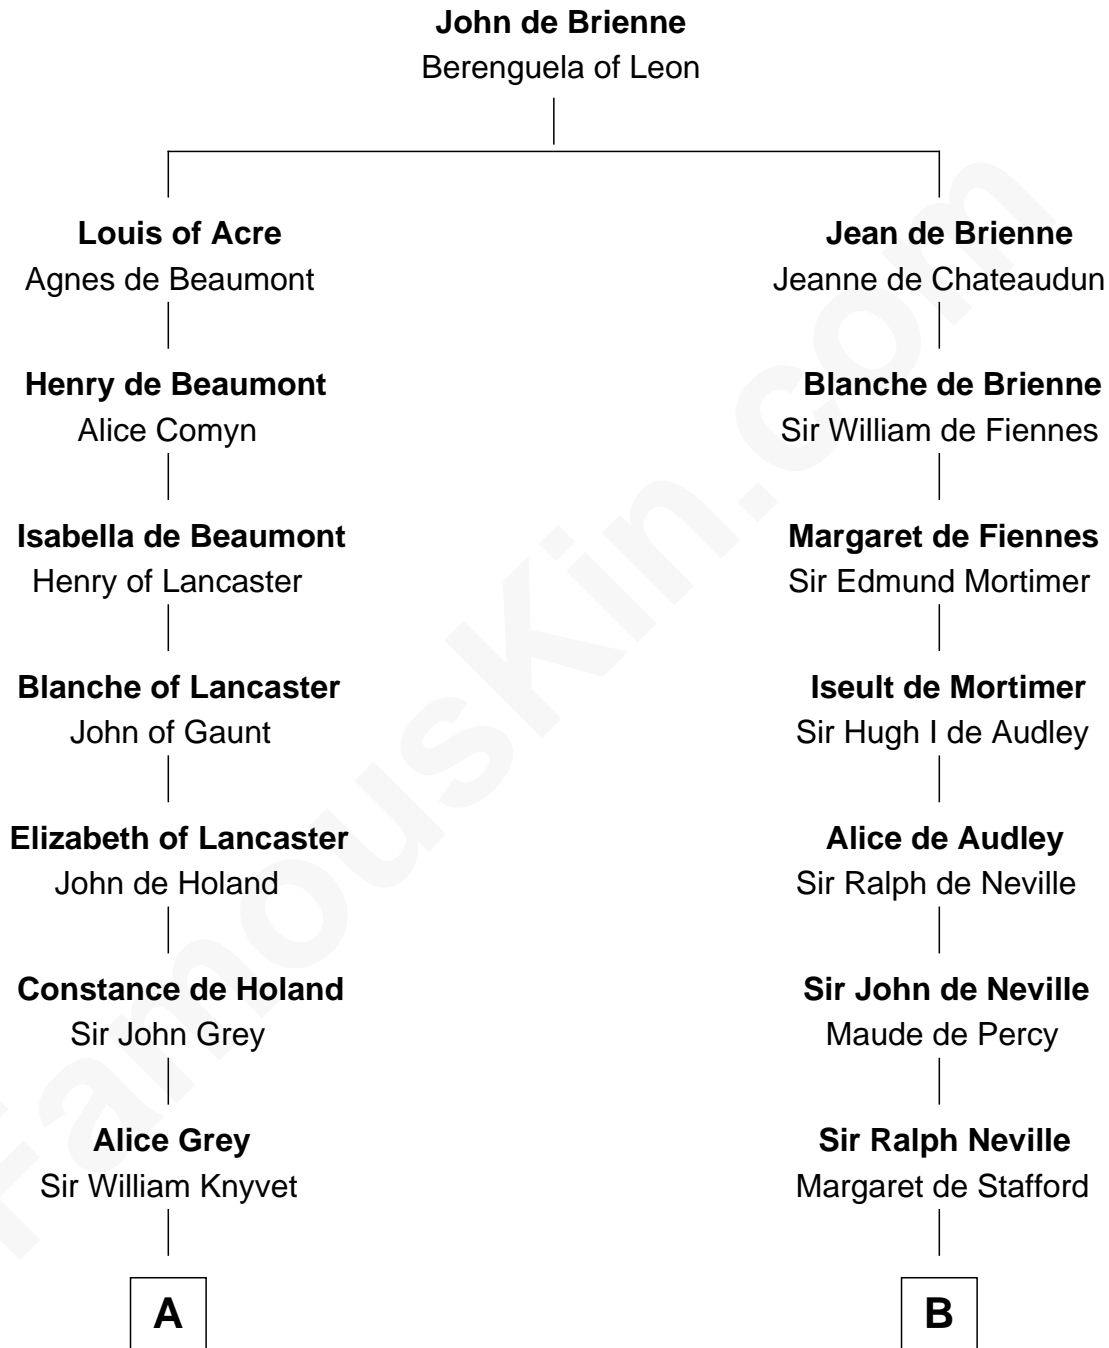 John de Brienne
Berenguela of Leon
Louis of Acre
Agnes de Beaumont
Jean de Brienne
Jeanne de Chateaudun
Henry de Beaumont
Alice Comyn
Blanche de Brienne
Sir William de Fiennes
Isabella de Beaumont
Henry of Lancaster
Margaret de Fiennes
Sir Edmund Mortimer
Blanche of Lancaster
John of Gaunt
Iseult de Mortimer
Sir Hugh I de Audley
Elizabeth of Lancaster
John de Holand
Alice de Audley
Sir Ralph de Neville
Constance de Holand
Sir John Grey
Sir John de Neville
Maude de Percy
Alice Grey
Sir William Knyvet
Sir Ralph Neville
Margaret de Stafford
A
B
FamousKin.com